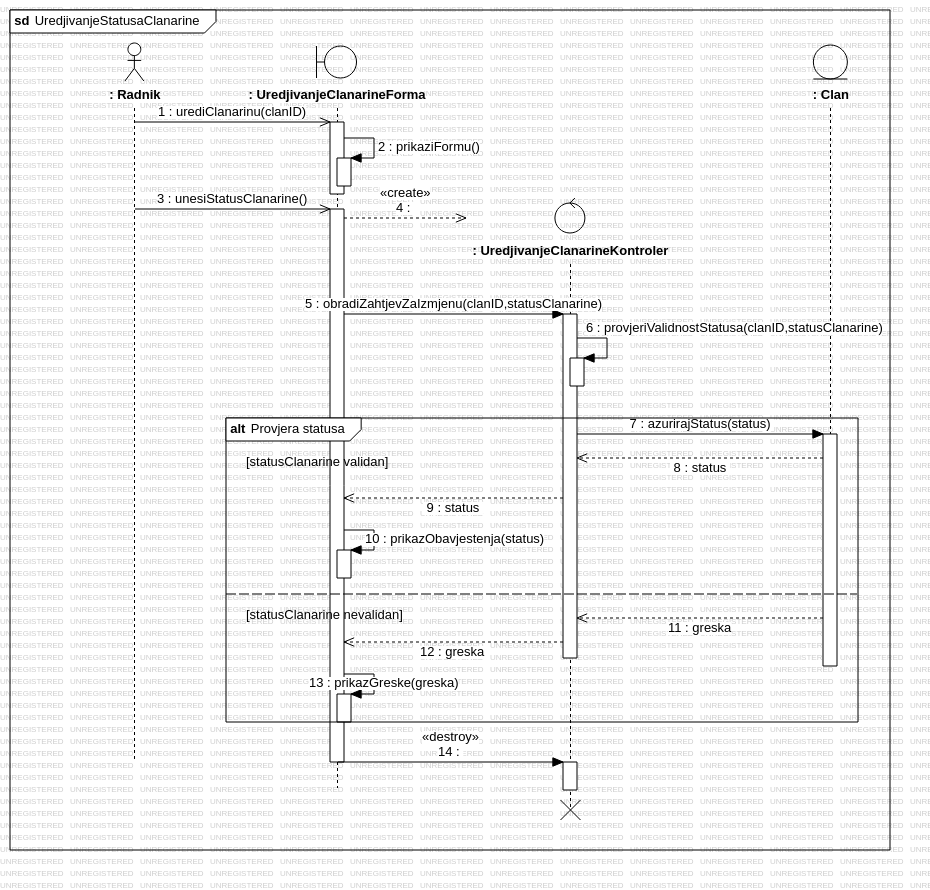 sd UredjivanjeStatusaClanarine
: Radnik
: UredjivanjeClanarineForma
: Clan
1 : urediClanarinu(clanID)
2 : prikaziFormu()
3 : unesiStatusClanarine()
«create»
4 :
: UredjivanjeClanarineKontroler
5 : obradiZahtjevZaIzmjenu(clanID,statusClanarine)
6 : provjeriValidnostStatusa(clanID,statusClanarine)
alt Provjera statusa
7 : azurirajStatus(status)
[statusClanarine validan]
8 : status
9 : status
10 : prikazObavjestenja(status)
[statusClanarine nevalidan]
11 : greska
12 : greska
13 : prikazGreske(greska)
«destroy»
14 :
UNREGISTERED